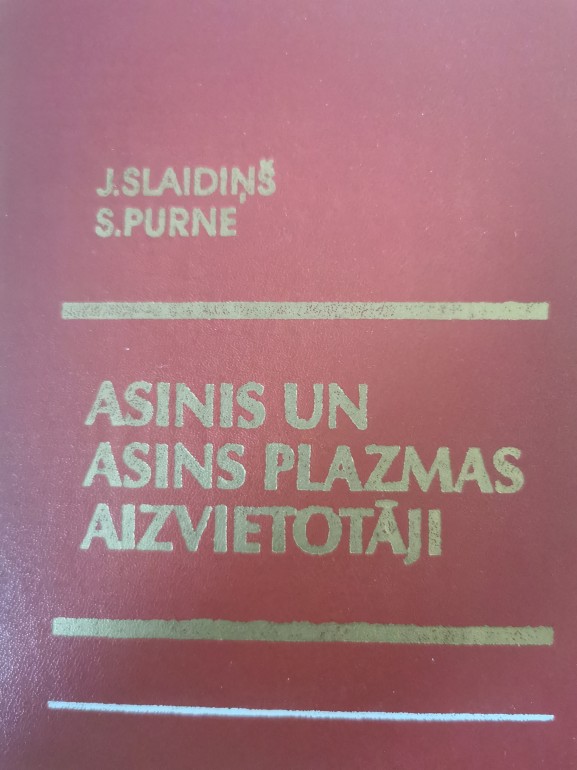 J.SLAIDIŅŠ
S.PURNE
ASINIS UN
ASINS PLAZMAS
AIZVIETOTĀJI